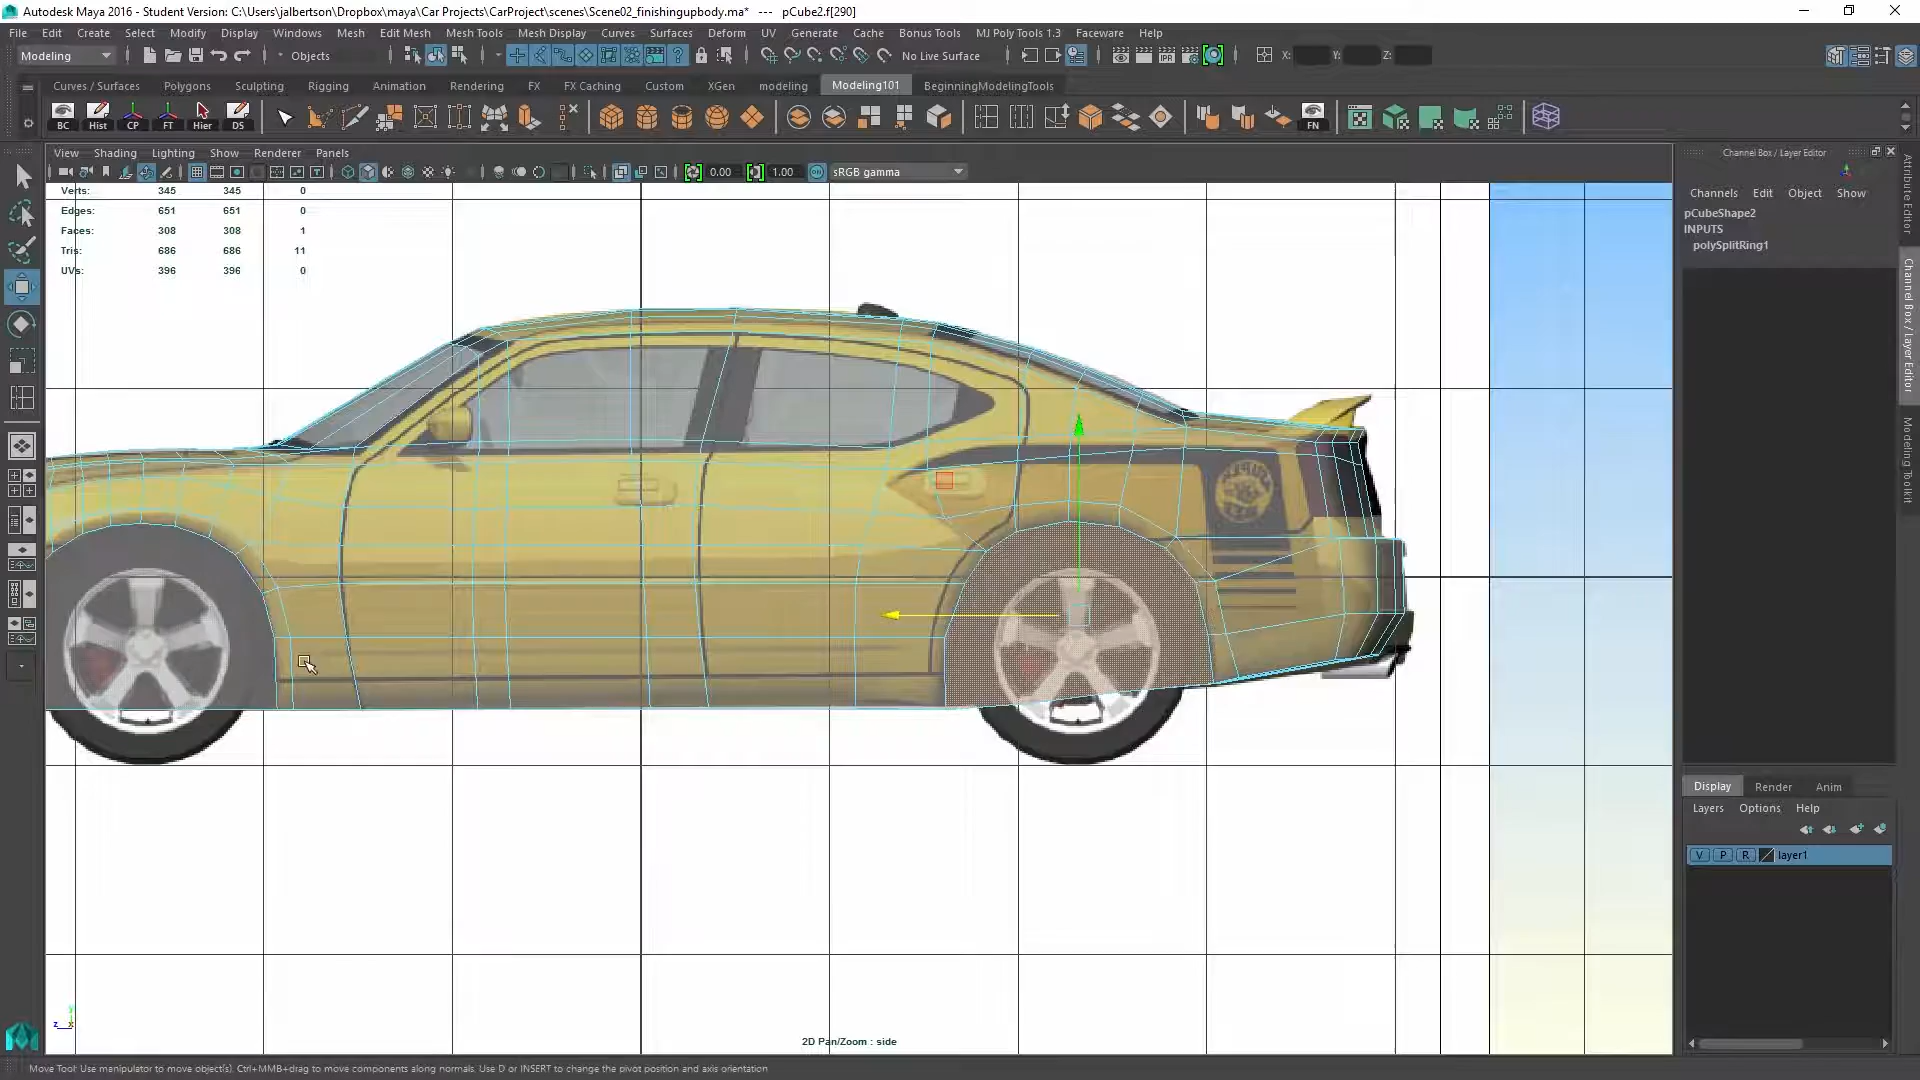 Autodesk Maya 2016 - Student Version: C:\Users\jalbertson\Dropbox\maya\Car Projects\CarProject\scenes\Scene02_finishingupbody.ma* --- pCube2.f[290]
File Edit Create Select Modify Display Windows Mesh Edit Mesh Mesh Tools Mesh Display Curves Surfaces Deform UV Generate Cache Bonus Tools MJ Poly Tools 1.3 Faceware Help
Modeling Objects No Live Surface X: Y: Z:
Curves / Surfaces Polygons Sculpting Rigging Animation Rendering FX FX Caching Custom XGen modeling Modeling101 BeginningModelingTools
BC Hist CP FT Hier DS FN
View Shading Lighting Show Renderer Panels
0.00 1.00 sRGB gamma
Verts: 345 345 0
Edges: 651 651 0
Faces: 308 308 1
Tris: 686 686 11
UVs: 396 396 0
2D Pan/Zoom : side
Channel Box / Layer Editor
Channels Edit Object Show
pCubeShape2
INPUTS
polySplitRing1
Display Render Anim
Layers Options Help
V P R layer1
Attribute Editor
Channel Box / Layer Editor
Modeling Toolkit
y
z x
Move Tool: Use manipulator to move object(s). Ctrl+MMB+drag to move components along normals. Use D or INSERT to change the pivot position and axis orientation